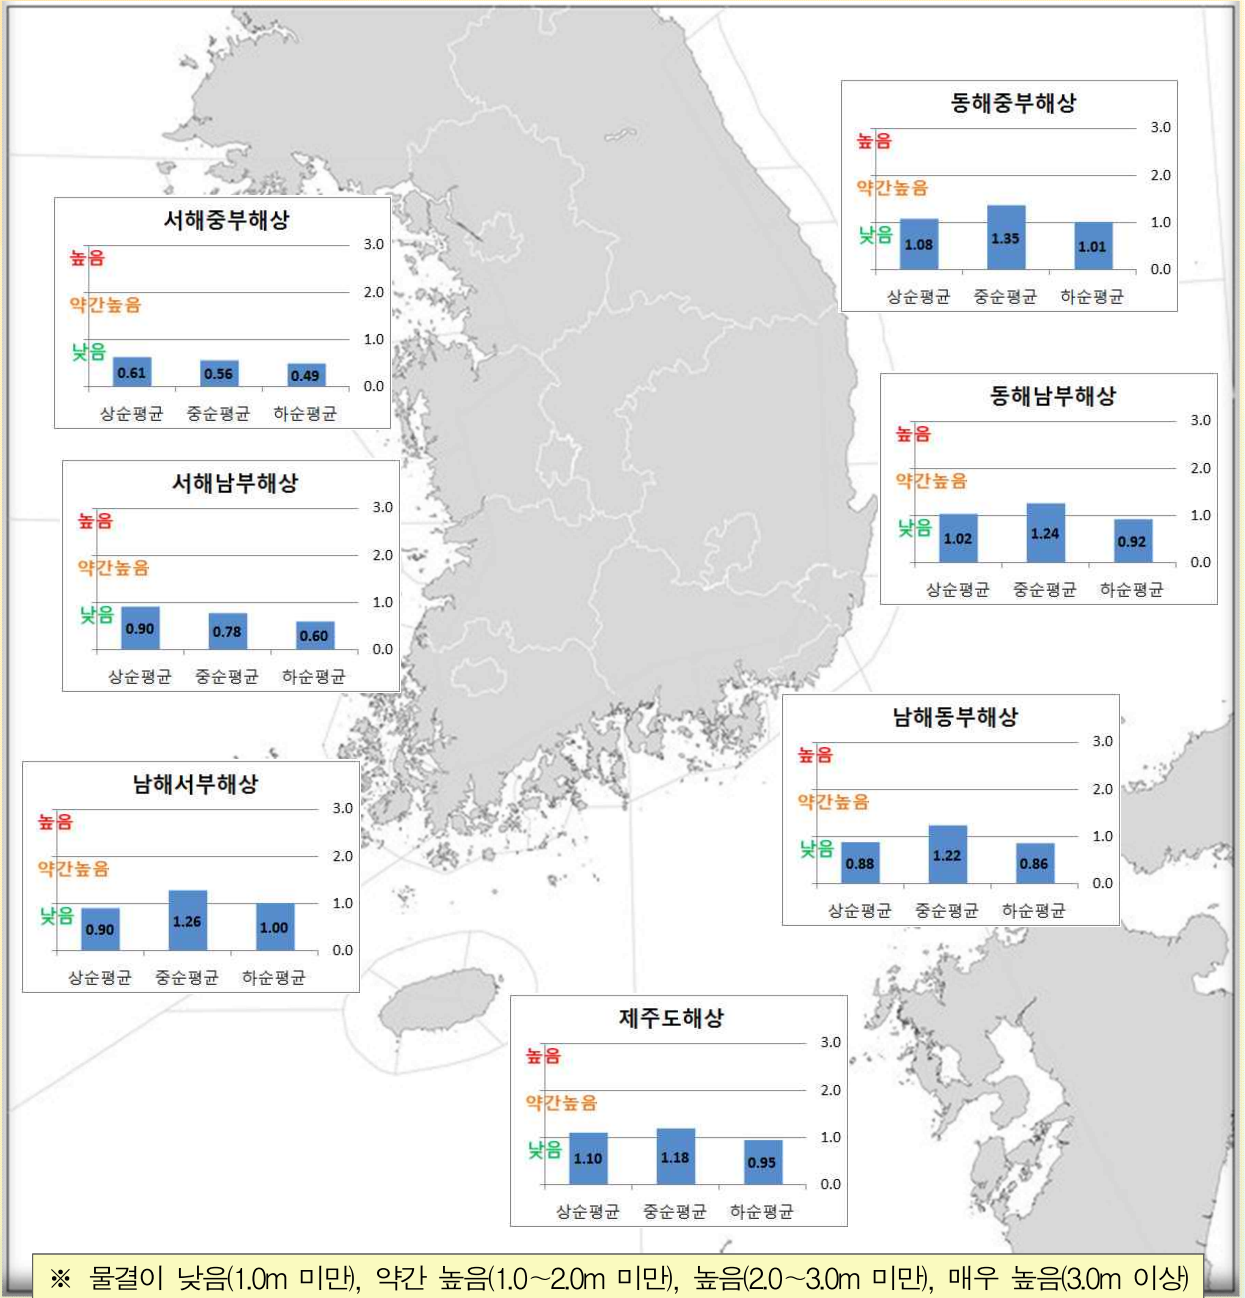 동해중부해상
높음
약간높음
낮음
3.0
2.0
1.0
0.0
1.08
1.35
1.01
상순평균 중순평균 하순평균
서해중부해상
높음
약간높음
낮음
3.0
2.0
1.0
0.0
0.61
0.56
0.49
상순평균 중순평균 하순평균
동해남부해상
높음
약간높음
낮음
3.0
2.0
1.0
0.0
1.02
1.24
0.92
상순평균 중순평균 하순평균
서해남부해상
높음
약간높음
낮음
3.0
2.0
1.0
0.0
0.90
0.78
0.60
상순평균 중순평균 하순평균
남해동부해상
높음
약간높음
낮음
3.0
2.0
1.0
0.0
0.88
1.22
0.86
상순평균 중순평균 하순평균
남해서부해상
높음
약간높음
낮음
3.0
2.0
1.0
0.0
0.90
1.26
1.00
상순평균 중순평균 하순평균
제주도해상
높음
약간높음
낮음
3.0
2.0
1.0
0.0
1.10
1.18
0.95
상순평균 중순평균 하순평균
※ 물결이 낮음(1.0m 미만), 약간 높음(1.0~2.0m 미만), 높음(2.0~3.0m 미만), 매우 높음(3.0m 이상)